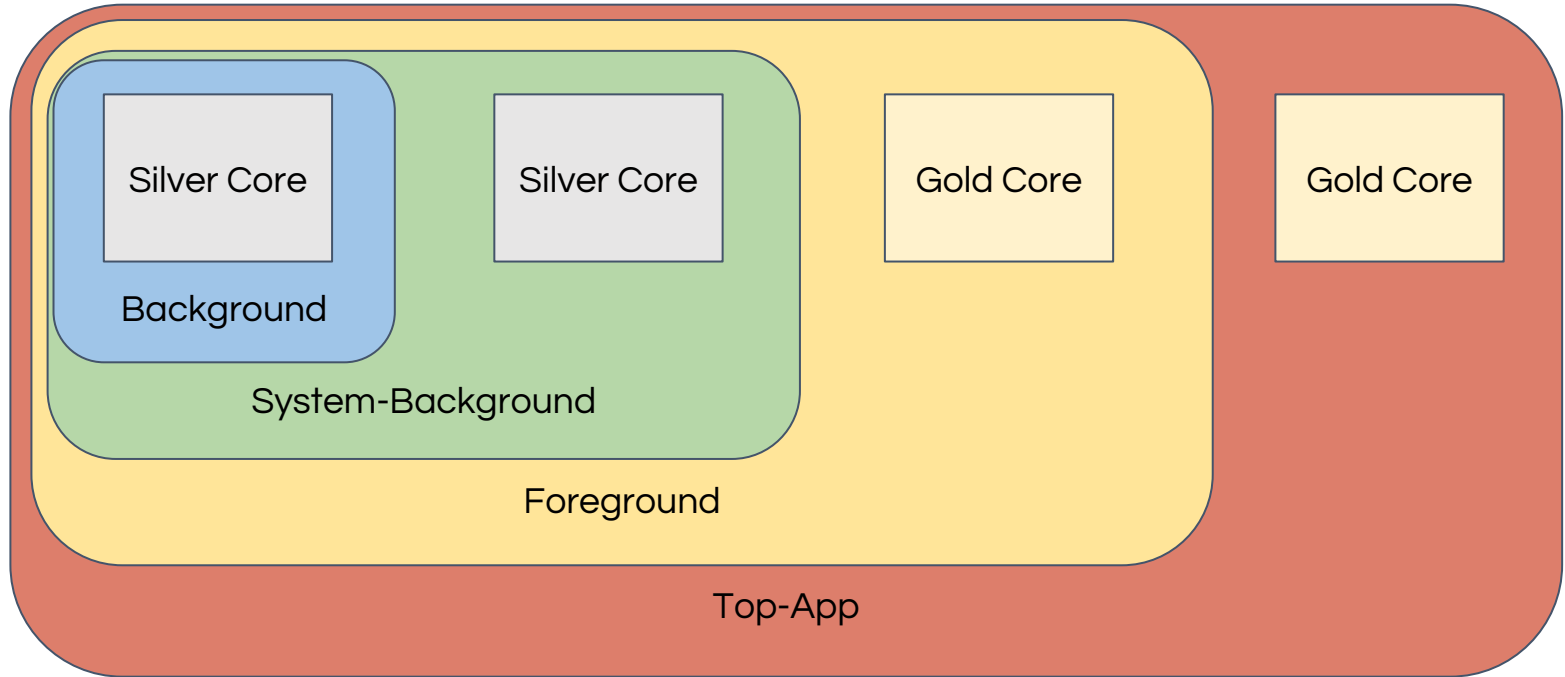 Silver Core
Silver Core
Gold Core
Gold Core
Background
System-Background
Foreground
Top-App